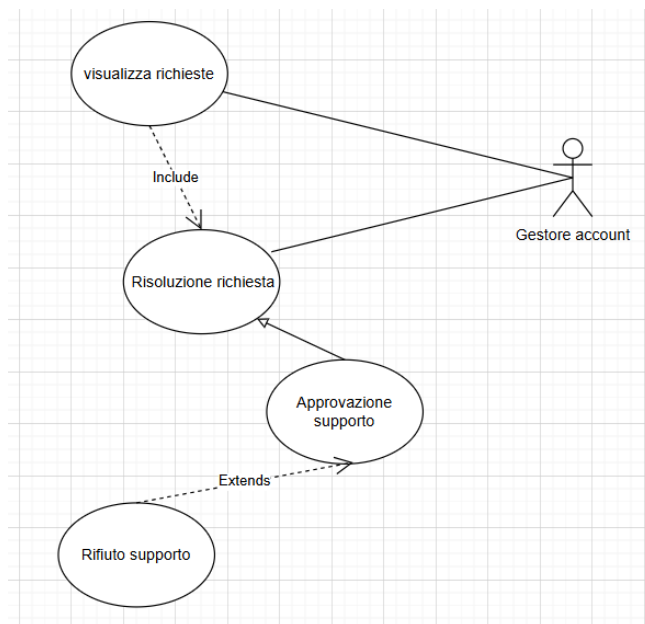 visualizza richieste
Include
Gestore account
Risoluzione richiesta
Approvazione
supporto
Extends
Rifiuto supporto